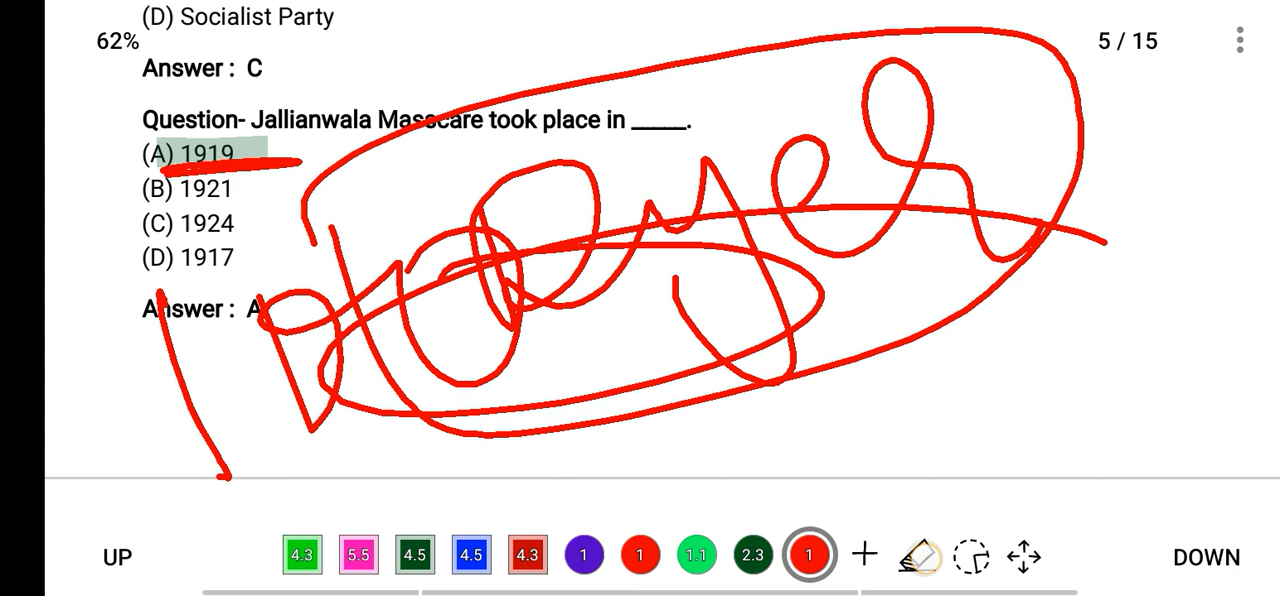 (D) Socialist Party
62%
5 / 15
Answer : C
Question- Jallianwala Masscare took place in _____.
(A) 1919
(B) 1921
(C) 1924
(D) 1917
Answer : A
UP 4.3 5.5 4.5 4.5 4.3 1 1 1.1 2.3 1 DOWN